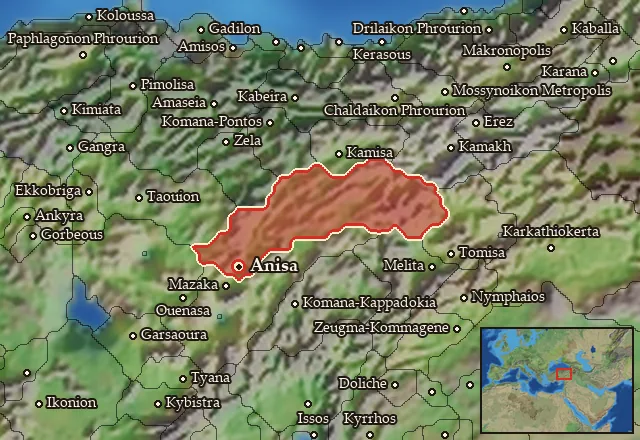 Koloussa
Gadilon
Drilaikon Phrourion
Kaballa
Paphlagonon Phrourion
Amisos
Kerasous
Makronopolis
Karana
Pimolisa
Mossynoikon Metropolis
Kabeira
Amaseia
Kimiata
Chaldaikon Phrourion
Komana-Pontos
Erez
Zela
Gangra
Kamisa
Kamakh
Ekkobriga
Taouion
Ankyra
Gorbeous
Karkathiokerta
Tomisa
Anisa
Melita
Mazaka
Nymphaios
Komana-Kappadokia
Ouenasa
Zeugma-Kommagene
Garsaoura
Tyana
Doliche
Ikonion
Kybistra
Issos
Kyrrhos